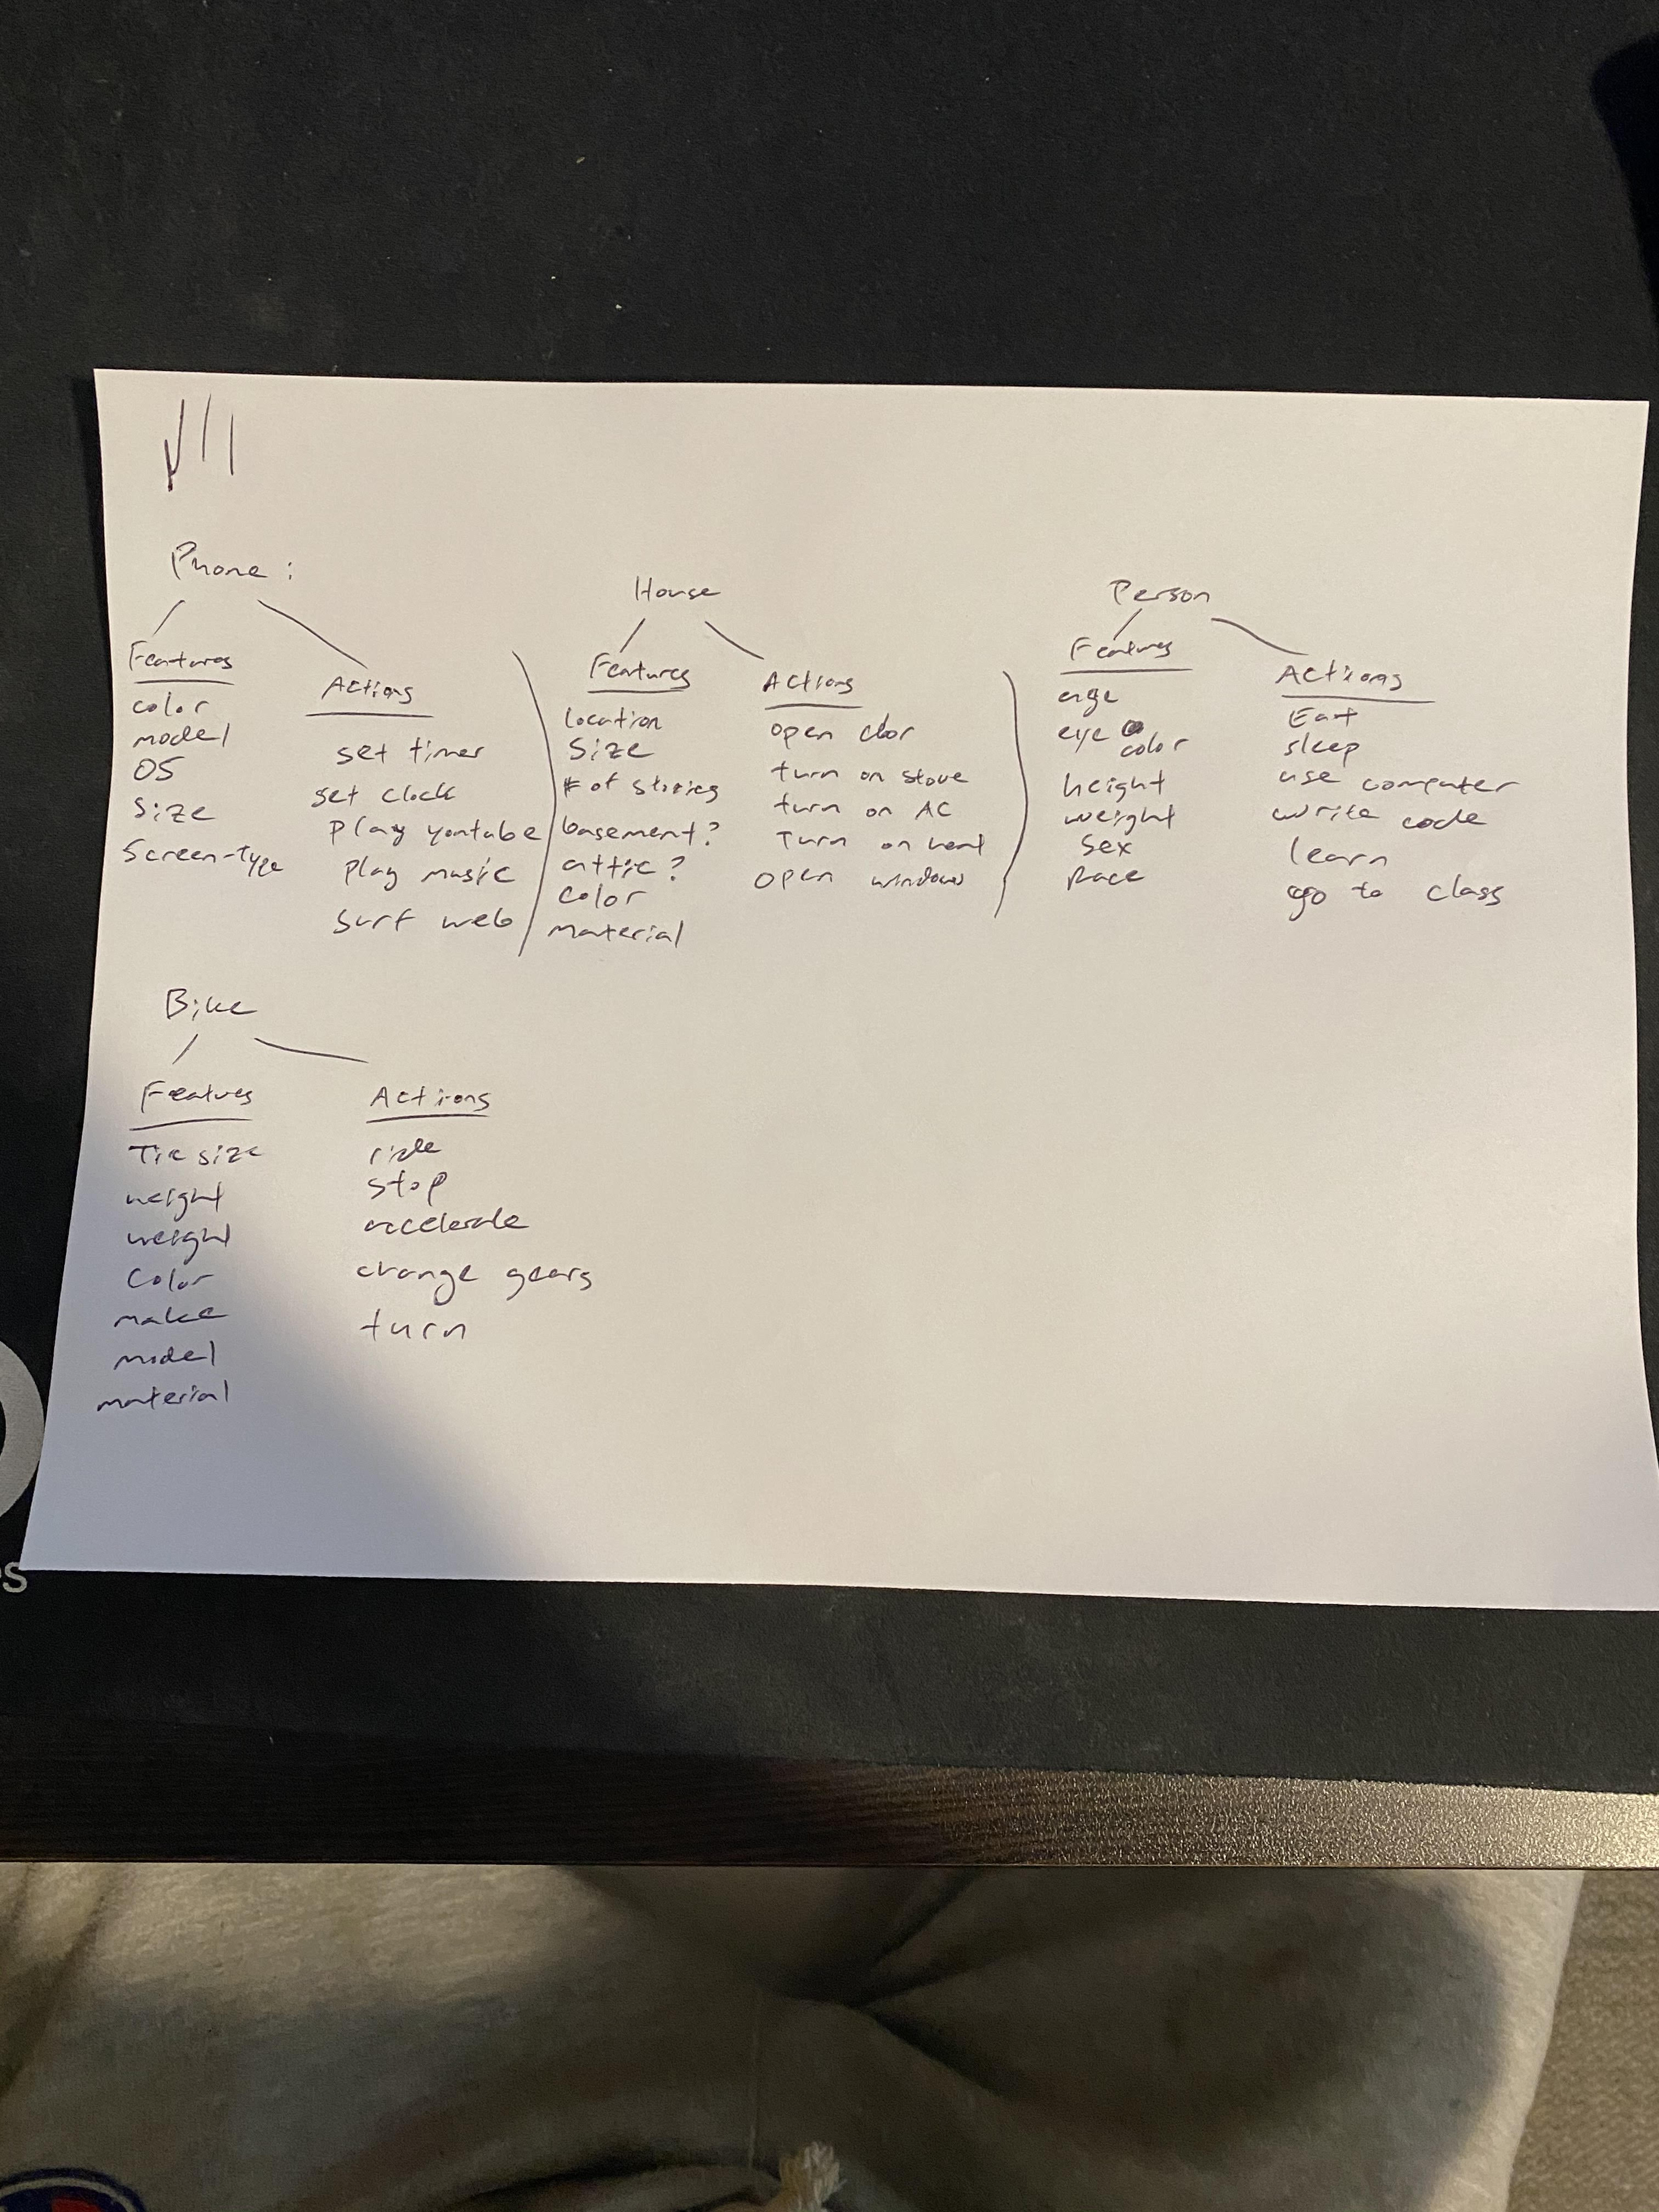 Phone :
Features
color
model
OS
Size
Screen-Type
Actions
set timer
set clock
play youtube
play music
surf web
House
Features
location
Size
# of stories
basement?
attic?
color
material
Actions
open door
turn on stove
turn on AC
Turn on heat
open windows
Person
Features
age
eye color
height
weight
sex
Race
Actions
Eat
sleep
use computer
write code
learn
go to class
Bike
Features
Tire size
weight
Color
make
model
material
Actions
ride
stop
accelerate
change gears
turn